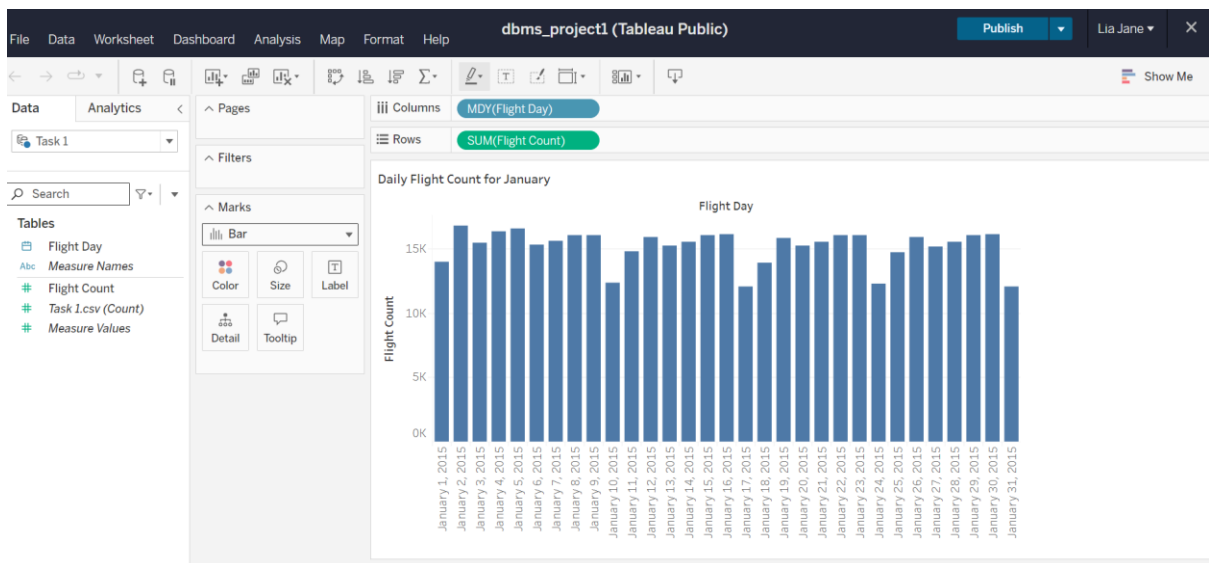 dbms_project1 (Tableau Public)
Publish
Lia Jane
File Data Worksheet Dashboard Analysis Map Format Help
Show Me
Data Analytics
Task 1
Search
Tables
Flight Day
Abc Measure Names
# Flight Count
# Task 1.csv (Count)
# Measure Values
Pages
Filters
Marks
Bar
Color Size Label
Detail Tooltip
Columns MDY(Flight Day)
Rows SUM(Flight Count)
Daily Flight Count for January
Flight Day
Flight Count
15K
10K
5K
0K
January 1, 2015
January 2, 2015
January 3, 2015
January 4, 2015
January 5, 2015
January 6, 2015
January 7, 2015
January 8, 2015
January 9, 2015
January 10, 2015
January 11, 2015
January 12, 2015
January 13, 2015
January 14, 2015
January 15, 2015
January 16, 2015
January 17, 2015
January 18, 2015
January 19, 2015
January 20, 2015
January 21, 2015
January 22, 2015
January 23, 2015
January 24, 2015
January 25, 2015
January 26, 2015
January 27, 2015
January 28, 2015
January 29, 2015
January 30, 2015
January 31, 2015